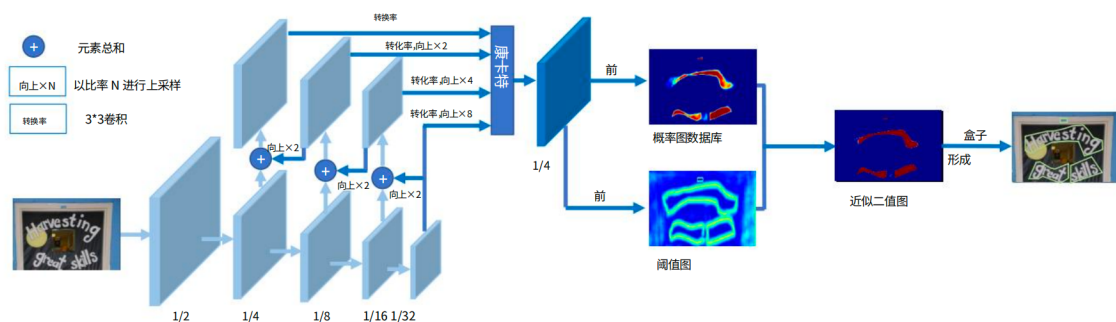 +
元素总和
向上×N
以比率 N 进行上采样
转换率
3*3卷积
转换率
转化率,向上×2
转化率,向上×4
转化率,向上×8
康卡特
向上×2
向上×2
向上×2
+
+
+
1/2
1/4
1/8
1/16
1/32
1/4
前
前
概率图数据库
阈值图
近似二值图
盒子
形成
Harvesting
great skills
Harvesting
great skills